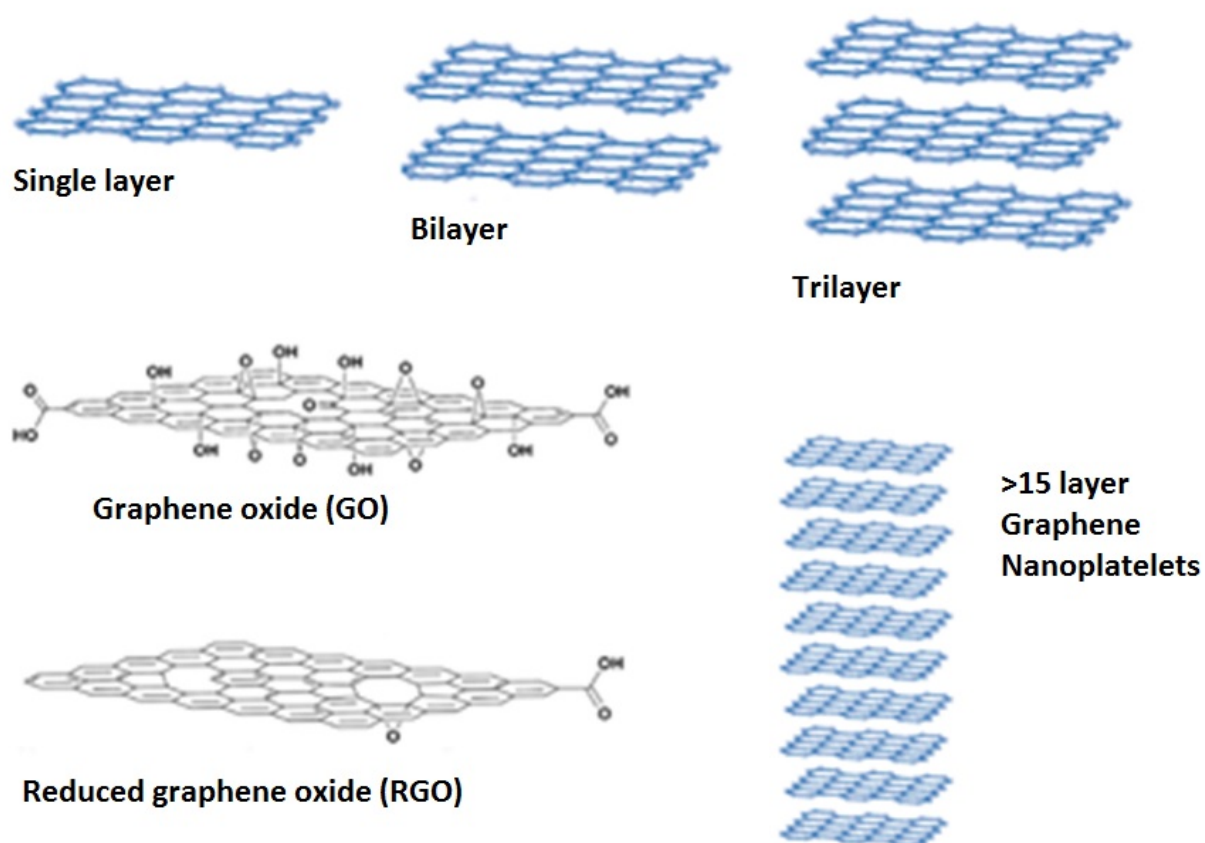 Single layer
Bilayer
Trilayer
O
OH
OH
OH
O
O
O
O
OH
HO
O
OH
O
O
OH
O
OH
Graphene oxide (GO)
>15 layer
Graphene
Nanoplatelets
OH
O
O
Reduced graphene oxide (RGO)